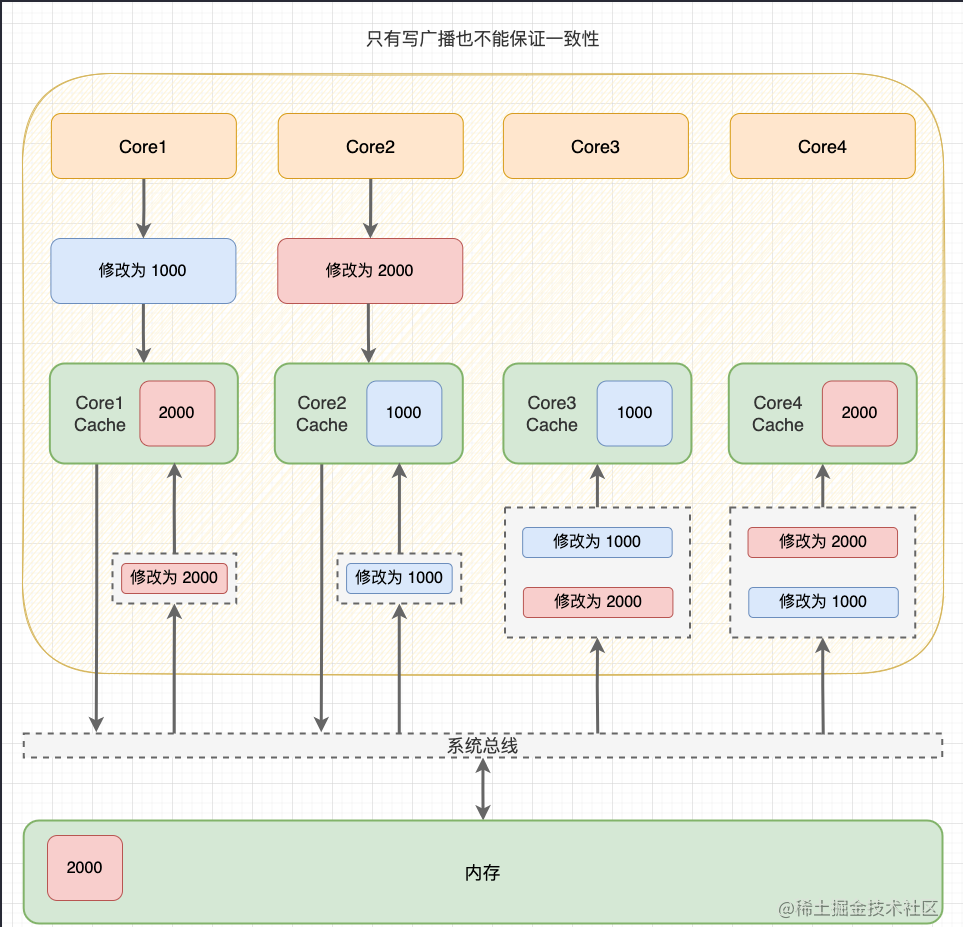 只有写广播也不能保证一致性
Core1
Core2
Core3
Core4
修改为 1000
修改为 2000
Core1
Cache
2000
Core2
Cache
1000
Core3
Cache
1000
Core4
Cache
2000
修改为 2000
修改为 1000
修改为 1000
修改为 2000
修改为 2000
修改为 1000
系统总线
2000
内存
@稀土掘金技术社区